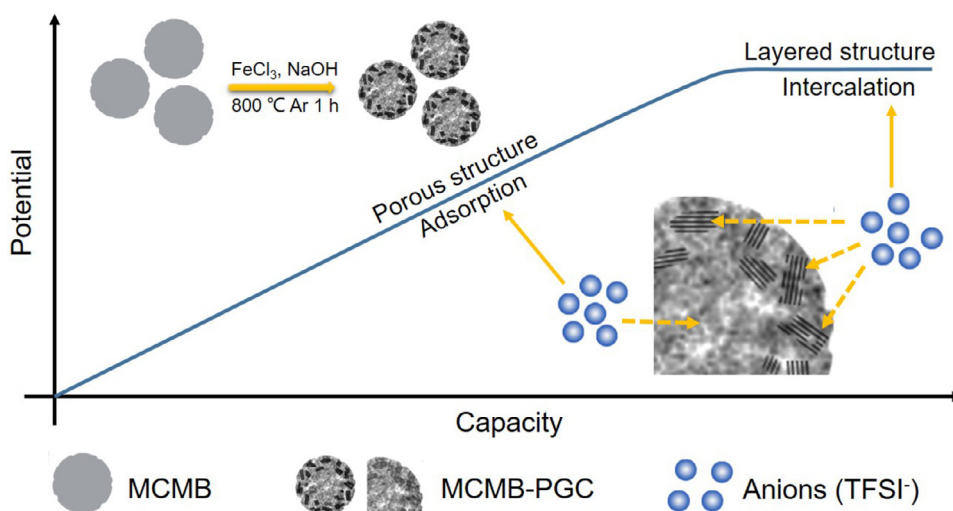 FeCl₃, NaOH
800 ℃ Ar 1 h
Layered structure
Intercalation
Porous structure
Adsorption
Potential
Capacity
MCMB
MCMB-PGC
Anions (TFSI⁻)